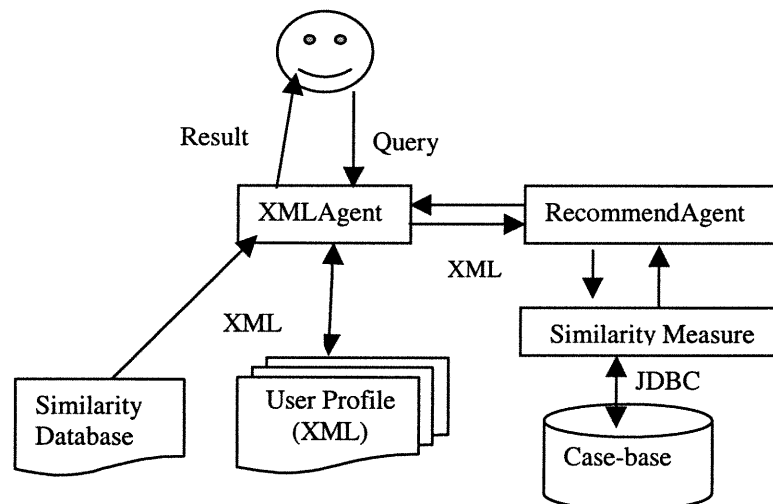 Result
Query
XMLAgent
RecommendAgent
XML
XML
Similarity Measure
JDBC
Similarity
Database
User Profile
(XML)
Case-base